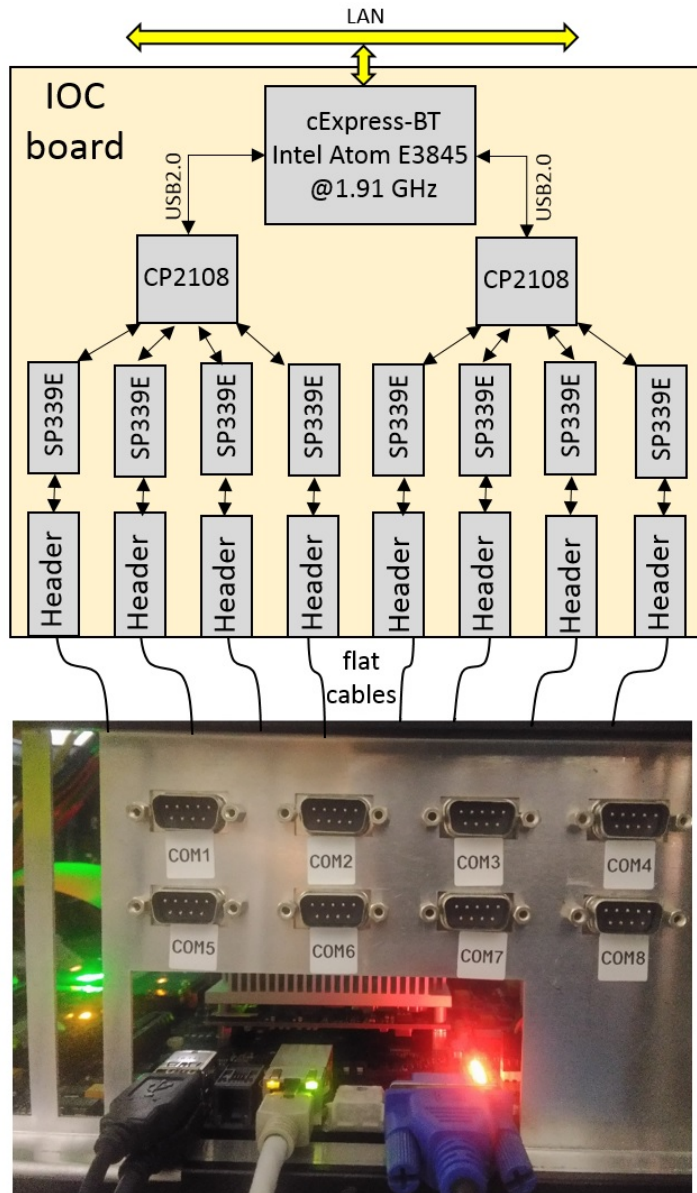 LAN
IOC
board
cExpress-BT
Intel Atom E3845
@1.91 GHz
USB2.0
USB2.0
CP2108
CP2108
SP339E
SP339E
SP339E
SP339E
SP339E
SP339E
SP339E
SP339E
Header
Header
Header
Header
Header
Header
Header
Header
flat
cables
COM1
COM2
COM3
COM4
COM5
COM6
COM7
COM8